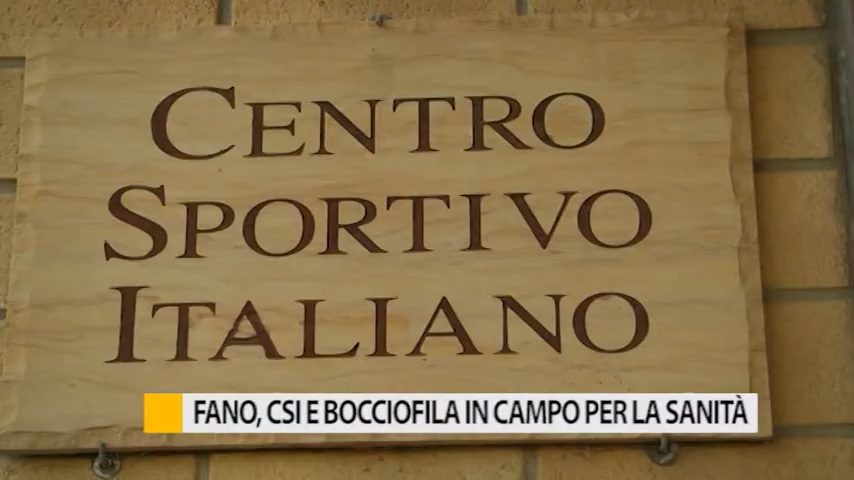 CENTRO
SPORTIVO
ITALIANO
FANO, CSI E BOCCIOFILA IN CAMPO PER LA SANITÀ